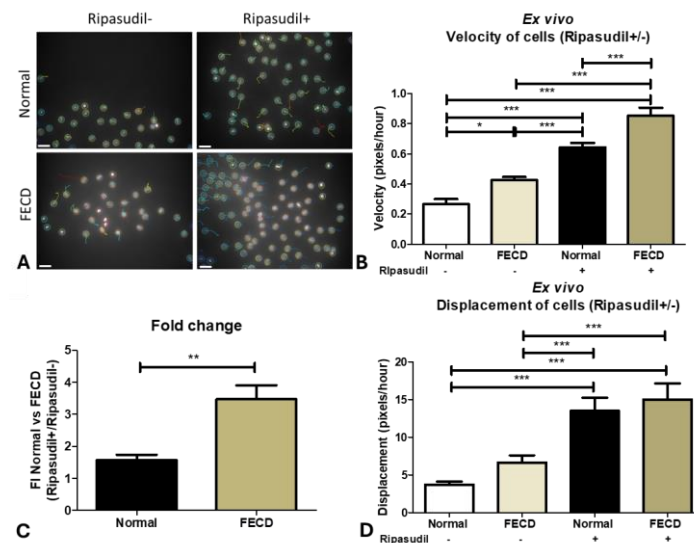 Ripasudil-
Ripasudil+
Normal
FECD
A
Ex vivo
Velocity of cells (Ripasudil+/-)
Velocity (pixels/hour)
1.0
0.8
0.6
0.4
0.2
0.0
***
***
***
***
* ***
Normal FECD Normal FECD
RIpasudil - - + +
B
Fold change
FI Normal vs FECD
(Ripasudil+/Ripasudil-)
5
4
3
2
1
0
**
Normal FECD
C
Ex vivo
Displacement of cells (Ripasudil+/-)
Displacement (pixels/hour)
20
15
10
5
0
***
***
***
***
Normal FECD Normal FECD
Ripasudil - - + +
D